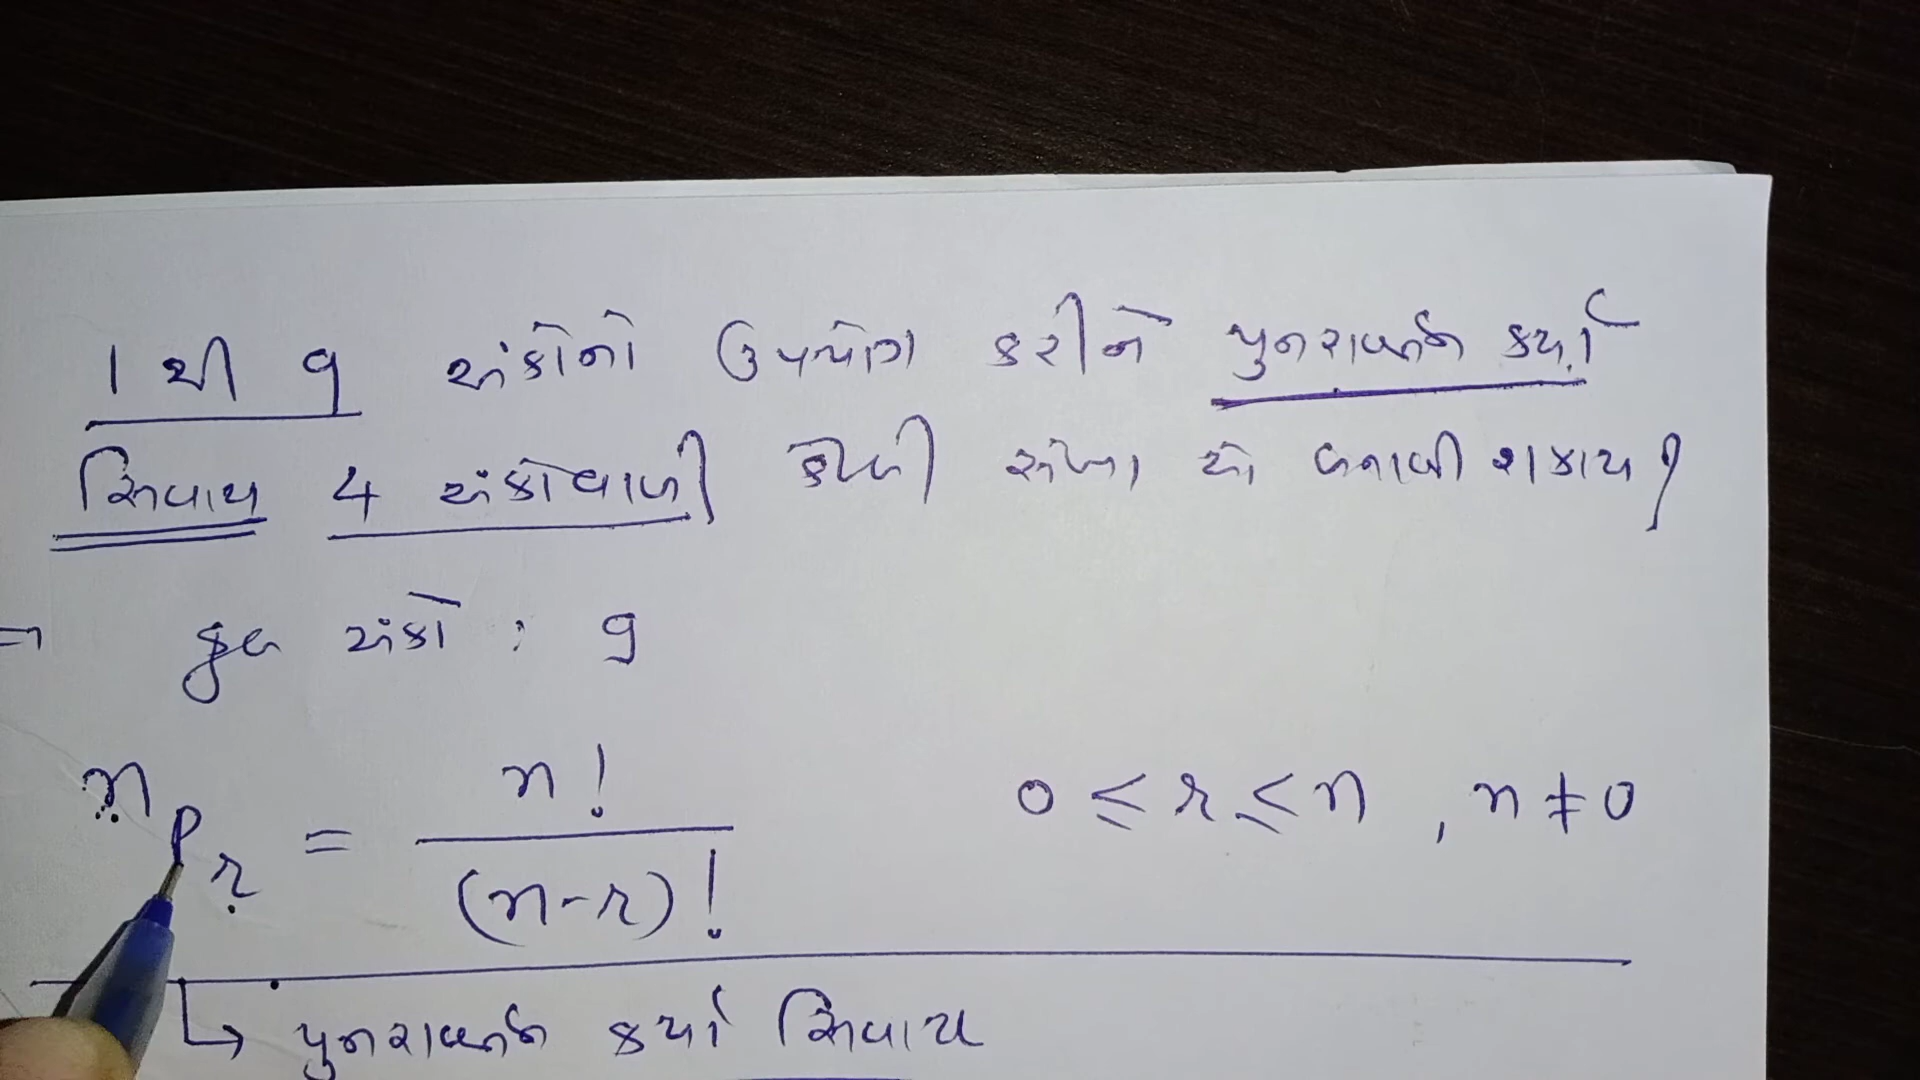 1 થી 9 અંકોનો ઉપયોગ કરીને પુનરાવર્તન કર્યા
સિવાય 4 અંકોવાળી કેટલી સંખ્યા ઓ બનાવી શકાય ?
⇒ કુલ અંકો : 9
ⁿPᵣ = n! / (n-r)! 0 ≤ r ≤ n , n ≠ 0
↳ પુનરાવર્તન કર્યા સિવાય